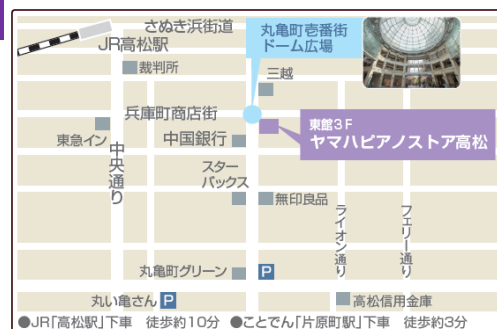 さぬき浜街道
JR高松駅
丸亀町壱番街
ドーム広場
裁判所
三越
兵庫町商店街
東急イン
中国銀行
東館3F
ヤマハピアノストア高松
中央通り
スター
バックス
無印良品
ライオン通り
フェリー通り
丸亀町グリーン
P
丸い亀さん P
高松信用金庫
●JR「高松駅」下車 徒歩約10分 ●ことでん「片原町駅」下車 徒歩約3分